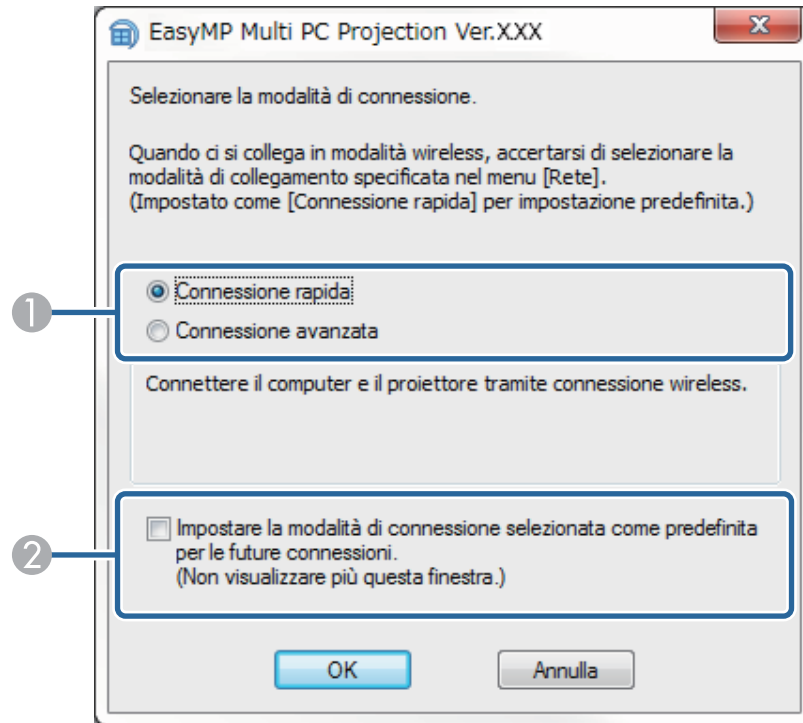 EasyMP Multi PC Projection Ver.X.XX
Selezionare la modalità di connessione.
Quando ci si collega in modalità wireless, accertarsi di selezionare la
modalità di collegamento specificata nel menu [Rete].
(Impostato come [Connessione rapida] per impostazione predefinita.)
1
Connessione rapida
Connessione avanzata
Connettere il computer e il proiettore tramite connessione wireless.
2
Impostare la modalità di connessione selezionata come predefinita
per le future connessioni.
(Non visualizzare più questa finestra.)
OK
Annulla